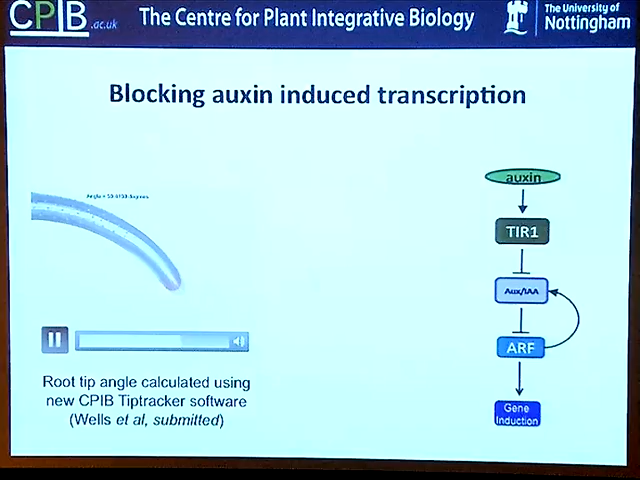 CPIB .ac.uk
The Centre for Plant Integrative Biology
The University of
Nottingham
Blocking auxin induced transcription
auxin
TIR1
Aux/IAA
ARF
Gene
Induction
Root tip angle calculated using
new CPIB Tiptracker software
(Wells et al, submitted)